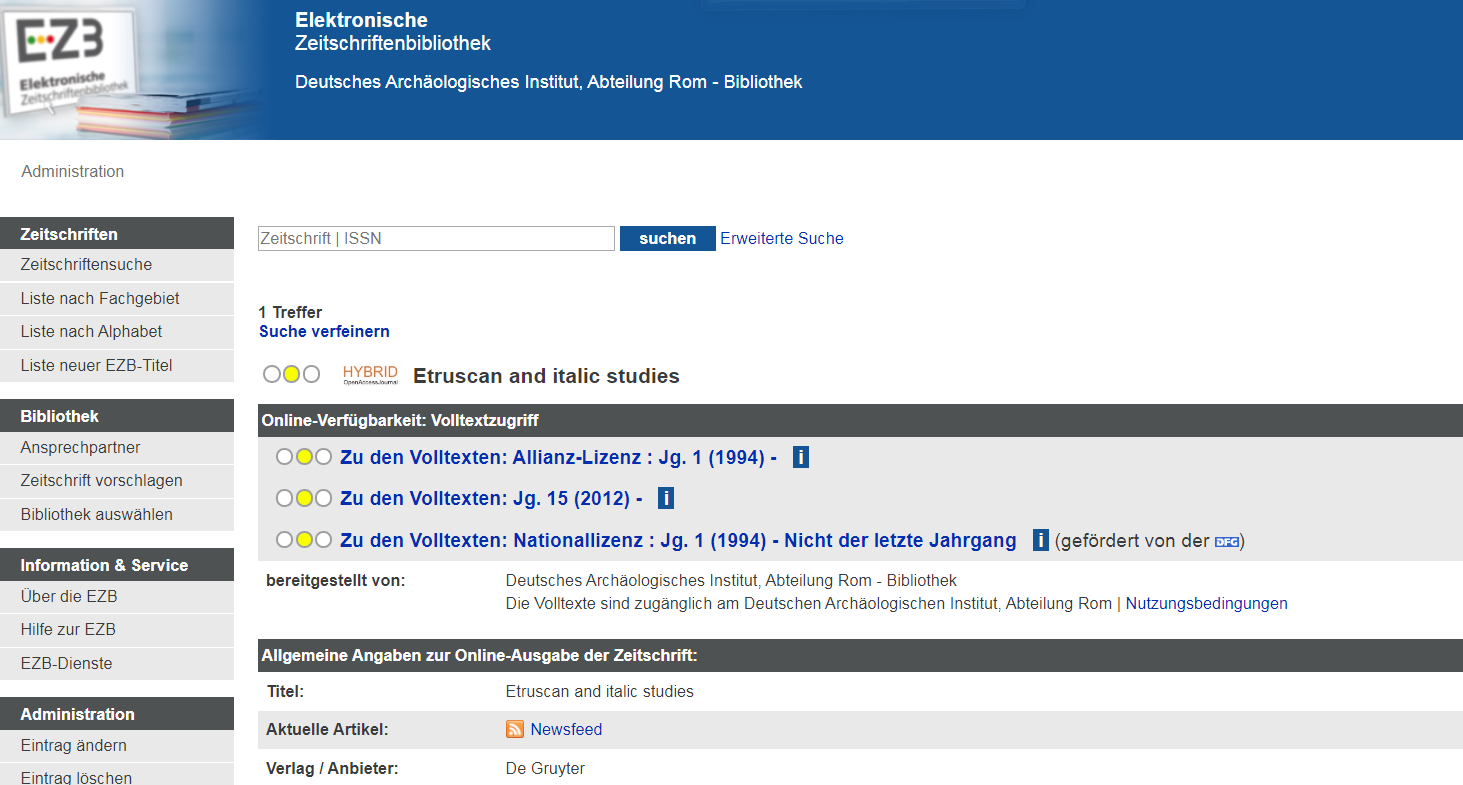 EZB
Elektronische
Zeitschriftenbibliothek
Elektronische
Zeitschriftenbibliothek
Deutsches Archäologisches Institut, Abteilung Rom - Bibliothek
Administration
Zeitschriften
Zeitschriftensuche
Liste nach Fachgebiet
Liste nach Alphabet
Liste neuer EZB-Titel
Bibliothek
Ansprechpartner
Zeitschrift vorschlagen
Bibliothek auswählen
Information & Service
Über die EZB
Hilfe zur EZB
EZB-Dienste
Administration
Eintrag ändern
Eintrag löschen
Zeitschrift | ISSN suchen Erweiterte Suche
1 Treffer
Suche verfeinern
HYBRID
OpenAccessJournal
Etruscan and italic studies
Online-Verfügbarkeit: Volltextzugriff
Zu den Volltexten: Allianz-Lizenz : Jg. 1 (1994) - i
Zu den Volltexten: Jg. 15 (2012) - i
Zu den Volltexten: Nationallizenz : Jg. 1 (1994) - Nicht der letzte Jahrgang i (gefördert von der DFG)
bereitgestellt von: Deutsches Archäologisches Institut, Abteilung Rom - Bibliothek
Die Volltexte sind zugänglich am Deutschen Archäologischen Institut, Abteilung Rom | Nutzungsbedingungen
Allgemeine Angaben zur Online-Ausgabe der Zeitschrift:
Titel: Etruscan and italic studies
Aktuelle Artikel: Newsfeed
Verlag / Anbieter: De Gruyter